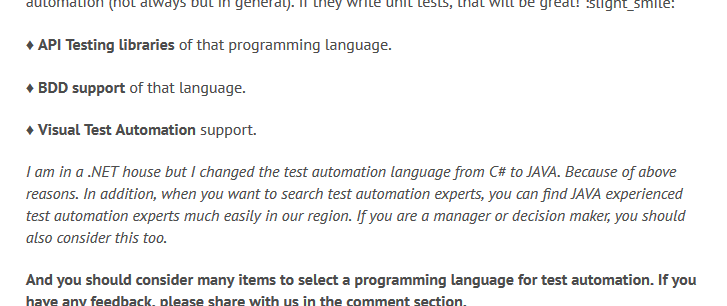 automation (not always but in general). If they write unit tests, that will be great! :slight_smile:
♦ API Testing libraries of that programming language.
♦ BDD support of that language.
♦ Visual Test Automation support.
I am in a .NET house but I changed the test automation language from C# to JAVA. Because of above
reasons. In addition, when you want to search test automation experts, you can find JAVA experienced
test automation experts much easily in our region. If you are a manager or decision maker, you should
also consider this too.
And you should consider many items to select a programming language for test automation. If you
have any feedback, please share with us in the comment section.